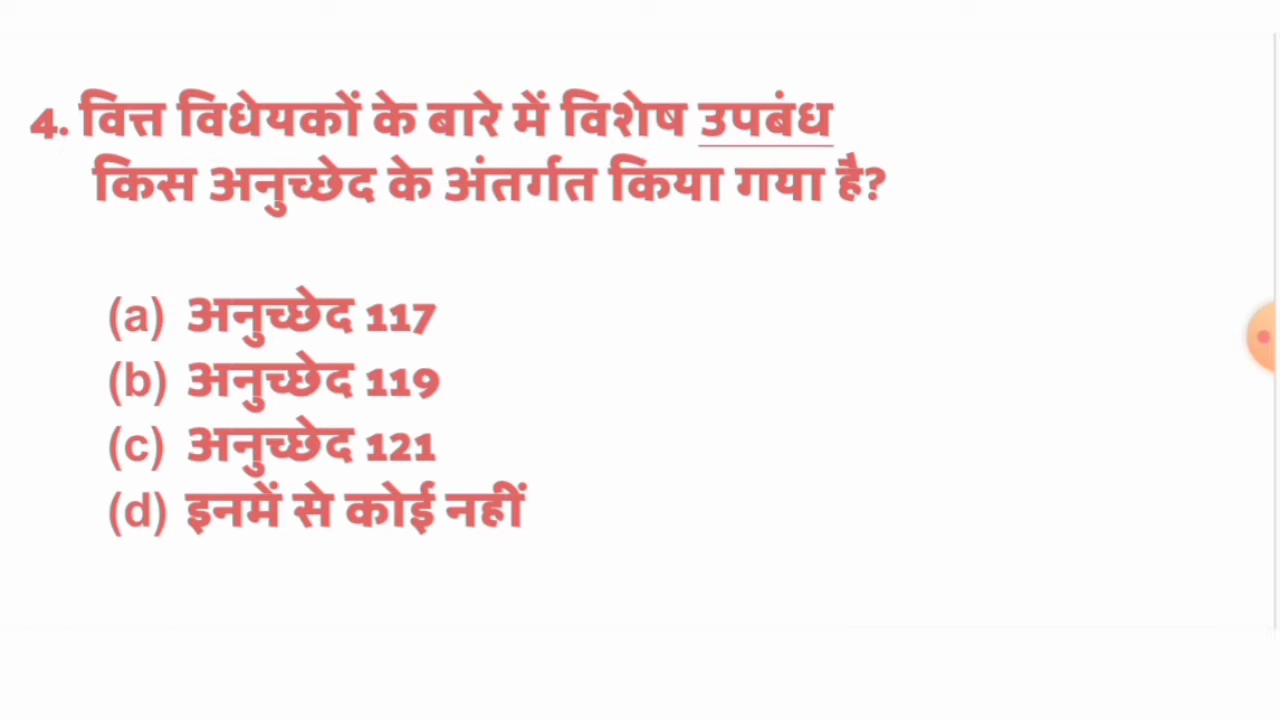 4. वित्त विधेयकों के बारे में विशेष उपबंध
किस अनुच्छेद के अंतर्गत किया गया है?
(a) अनुच्छेद 117
(b) अनुच्छेद 119
(c) अनुच्छेद 121
(d) इनमें से कोई नहीं